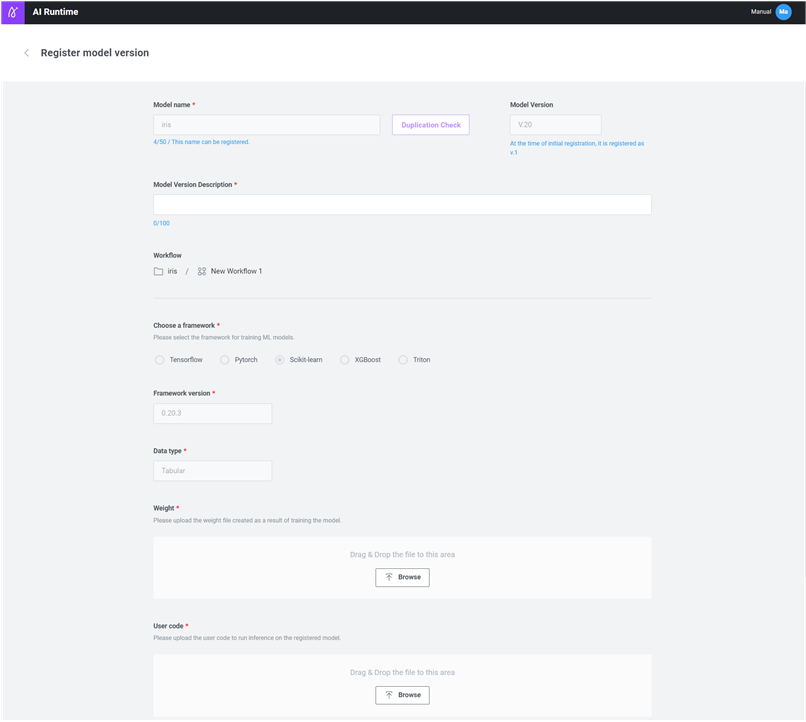 AI Runtime
Manual
Ma
Register model version
Model name *
Model Version
iris
Duplication Check
V.20
4/50 / This name can be registered.
At the time of initial registration, it is registered as
v.1
Model Version Description *
0/100
Workflow
iris / New Workflow 1
Choose a framework *
Please select the framework for training ML models.
Tensorflow Pytorch Scikit-learn XGBoost Triton
Framework version *
0.20.3
Data type *
Tabular
Weight *
Please upload the weight file created as a result of training the model.
Drag & Drop the file to this area
Browse
User code *
Please upload the user code to run inference on the registered model.
Drag & Drop the file to this area
Browse